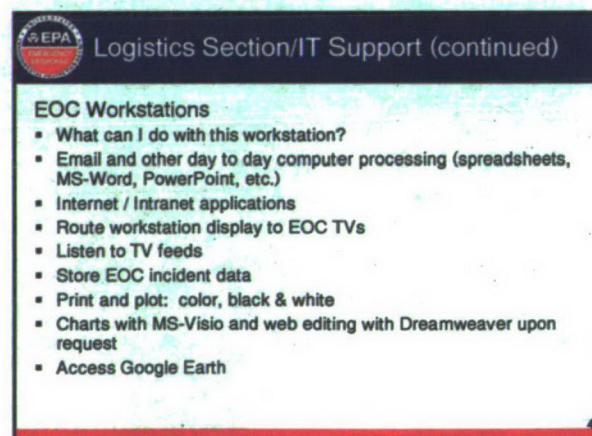 EPA
EMERGENCY
RESPONSE
Logistics Section/IT Support (continued)
EOC Workstations
▪ What can I do with this workstation?
▪ Email and other day to day computer processing (spreadsheets,
MS-Word, PowerPoint, etc.)
▪ Internet / Intranet applications
▪ Route workstation display to EOC TVs
▪ Listen to TV feeds
▪ Store EOC incident data
▪ Print and plot: color, black & white
▪ Charts with MS-Visio and web editing with Dreamweaver upon
request
▪ Access Google Earth